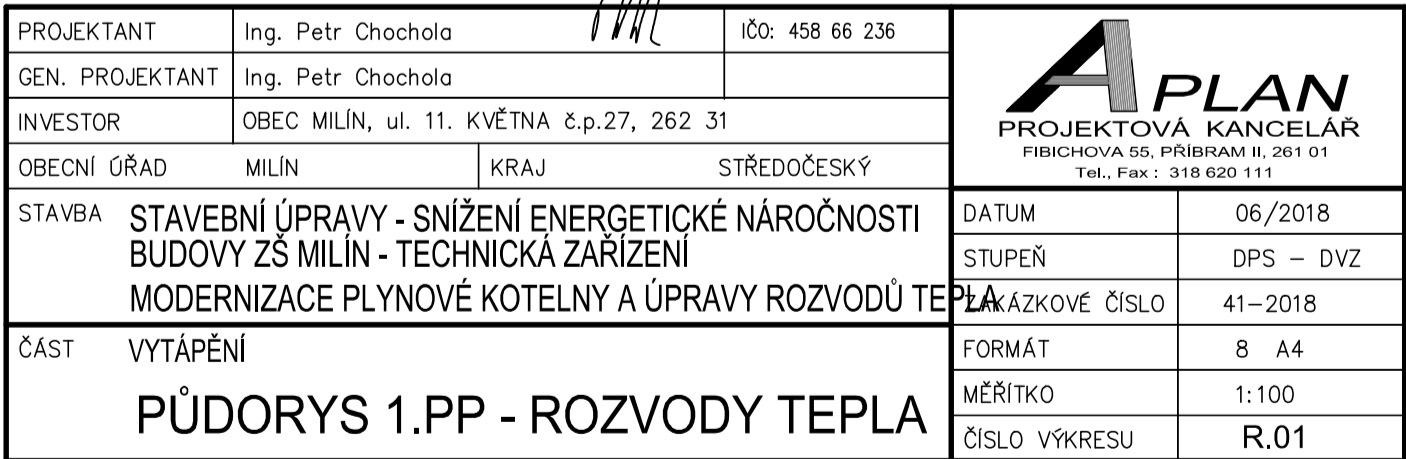 PROJEKTANT Ing. Petr Chochola IČO: 458 66 236
GEN. PROJEKTANT Ing. Petr Chochola
INVESTOR OBEC MILÍN, ul. 11. KVĚTNA č.p.27, 262 31
OBECNÍ ÚŘAD MILÍN KRAJ STŘEDOČESKÝ
STAVBA STAVEBNÍ ÚPRAVY - SNÍŽENÍ ENERGETICKÉ NÁROČNOSTI
BUDOVY ZŠ MILÍN - TECHNICKÁ ZAŘÍZENÍ
MODERNIZACE PLYNOVÉ KOTELNY A ÚPRAVY ROZVODŮ TEPLA
ČÁST VYTÁPĚNÍ
PŮDORYS 1.PP - ROZVODY TEPLA
A PLAN
PROJEKTOVÁ KANCELÁŘ
FIBICHOVA 55, PŘÍBRAM II, 261 01
Tel., Fax : 318 620 111
DATUM 06/2018
STUPEŇ DPS - DVZ
ZAKÁZKOVÉ ČÍSLO 41-2018
FORMÁT 8 A4
MĚŘÍTKO 1:100
ČÍSLO VÝKRESU R.01